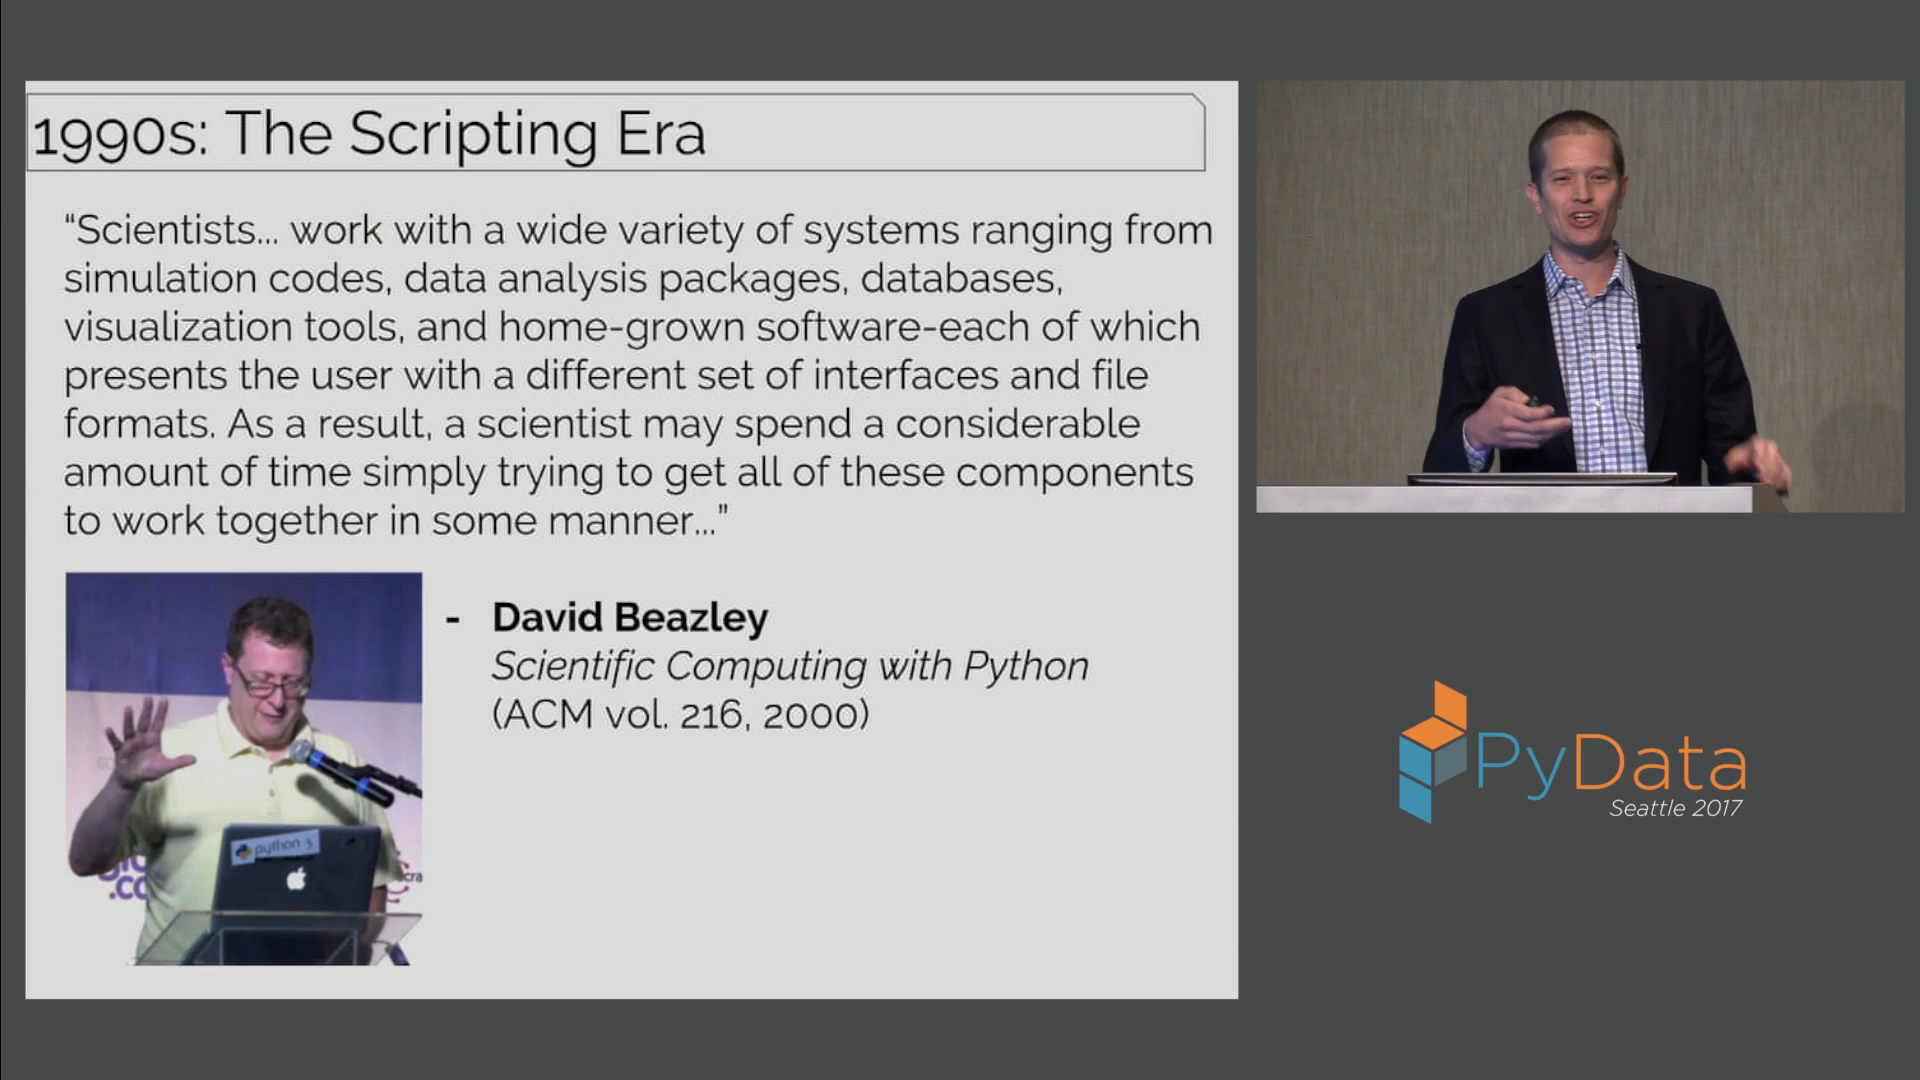 1990s: The Scripting Era
“Scientists... work with a wide variety of systems ranging from
simulation codes, data analysis packages, databases,
visualization tools, and home-grown software-each of which
presents the user with a different set of interfaces and file
formats. As a result, a scientist may spend a considerable
amount of time simply trying to get all of these components
to work together in some manner...”
- David Beazley
Scientific Computing with Python
(ACM vol. 216, 2000)
python 3
.co
PyData
Seattle 2017